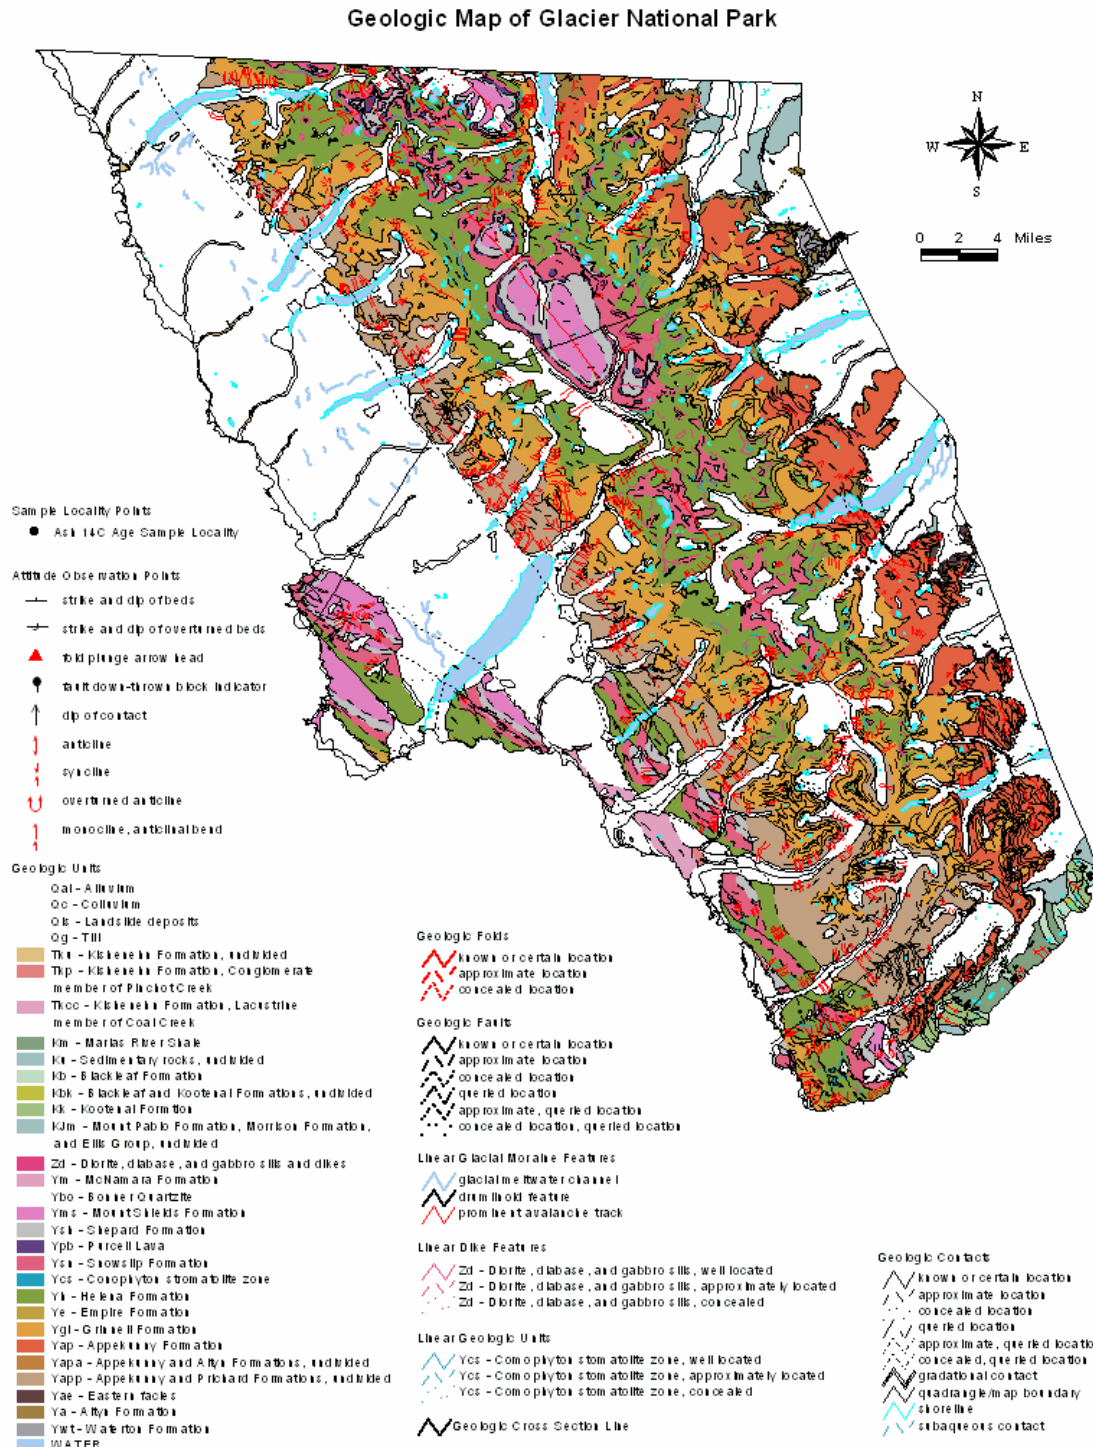 Geologic Map of Glacier National Park
N
W
E
S
0 2 4 Miles
Sample Locality Points
Ash 14C Age Sample Locality
Attitude Observation Points
strike and dip of beds
strike and dip of overturned beds
fold plunge arrow head
fault down-thrown block indicator
dip of contact
anticline
syncline
overturned anticline
monocline, anticlinal bend
Geologic Units
Qal - Alluvium
Qc - Colluvium
Qls - Landslide deposits
Qg - Till
Tku - Kishenehn Formation, undivided
Tkp - Kishenehn Formation, Conglomerate
member of Pinchot Creek
Tkcc - Kishenehn Formation, Lacustrine
member of Coal Creek
Km - Marias River Shale
Ku - Sedimentary rocks, undivided
Kb - Blackleaf Formation
Kbk - Blackleaf and Kootenai Formations, undivided
Kk - Kootenai Formation
KJm - Mount Pablo Formation, Morrison Formation,
and Ellis Group, undivided
Zd - Diorite, diabase, and gabbro sills and dikes
Ym - McNamara Formation
Ybo - Bonner Quartzite
Yms - Mount Shields Formation
Ysh - Shepard Formation
Ypb - Purcell Lava
Ysn - Snowslip Formation
Ycs - Conophyton stromatolite zone
Yh - Helena Formation
Ye - Empire Formation
Ygl - Grinnell Formation
Yap - Appekunny Formation
Yapa - Appekunny and Altyn Formations, undivided
Yapp - Appekunny and Prichard Formations, undivided
Yae - Eastern facies
Ya - Altyn Formation
Ywt - Waterton Formation
WATER
Geologic Folds
known or certain location
approximate location
concealed location
Geologic Faults
known or certain location
approximate location
concealed location
queried location
approximate, queried location
concealed location, queried location
Linear Glacial Moraine Features
glacial meltwater channel
drumlinoid feature
prominent avalanche track
Linear Dike Features
Zd - Diorite, diabase, and gabbro sills, well located
Zd - Diorite, diabase, and gabbro sills, approximately located
Zd - Diorite, diabase, and gabbro sills, concealed
Linear Geologic Units
Ycs - Comophyton stomatolite zone, well located
Ycs - Comophyton stomatolite zone, approximately located
Ycs - Comophyton stomatolite zone, concealed
Geologic Cross Section Line
Geologic Contacts
known or certain location
approximate location
concealed location
queried location
approximate, queried locatio
concealed, queried location
gradational contact
quadrangle/map boundary
shoreline
subaqueous contact